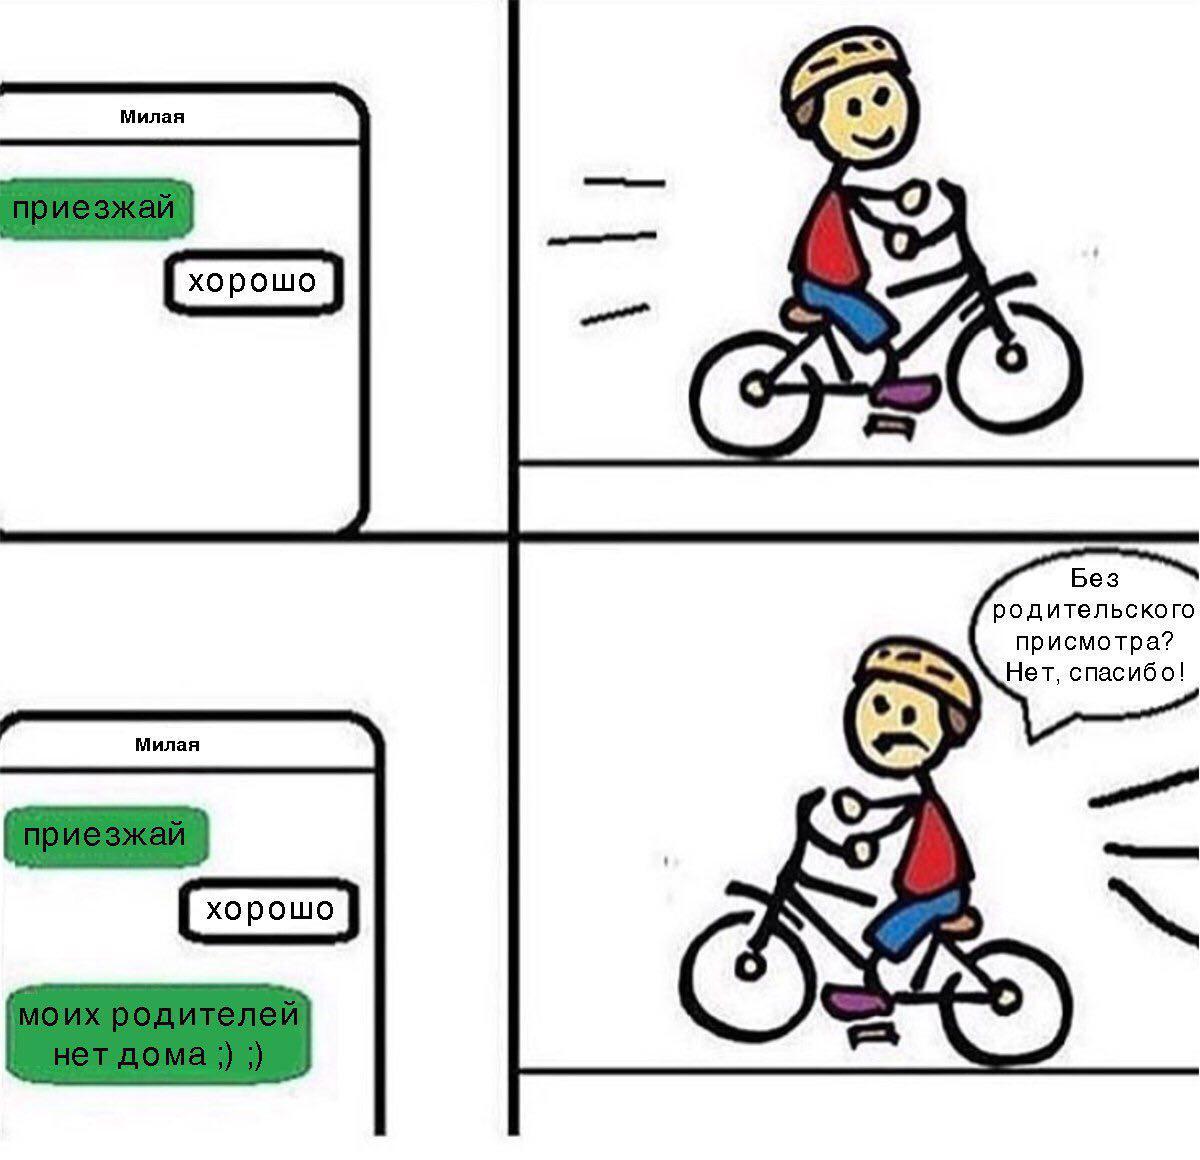 Милая
приезжай
хорошо
Милая
приезжай
хорошо
моих родителей
нет дома ;) ;)
Без
родительского
присмотра?
Нет, спасибо!